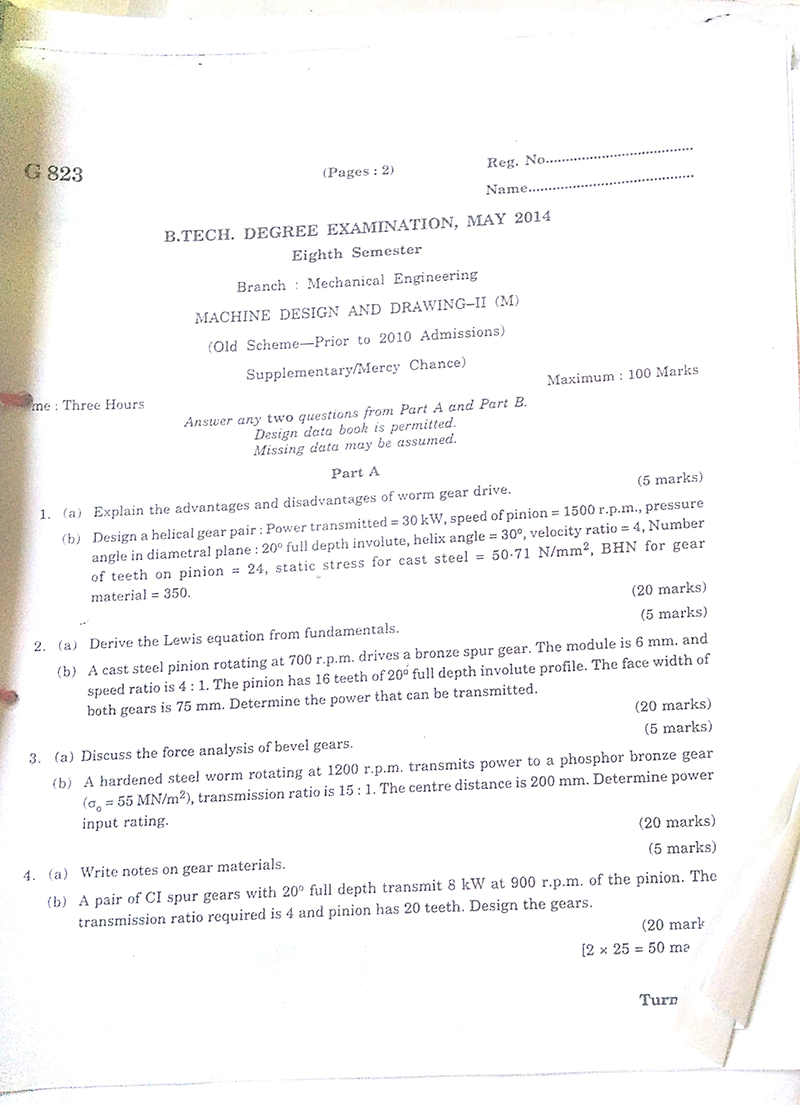 G 823
(Pages : 2)
Reg. No.......................................
Name............................................
B.TECH. DEGREE EXAMINATION, MAY 2014
Eighth Semester
Branch : Mechanical Engineering
MACHINE DESIGN AND DRAWING–II (M)
(Old Scheme—Prior to 2010 Admissions)
Supplementary/Mercy Chance)
me : Three Hours
Maximum : 100 Marks
Answer any two questions from Part A and Part B.
Design data book is permitted.
Missing data may be assumed.
Part A
1. (a) Explain the advantages and disadvantages of worm gear drive.
(5 marks)
(b) Design a helical gear pair : Power transmitted = 30 kW, speed of pinion = 1500 r.p.m., pressure
angle in diametral plane : 20° full depth involute, helix angle = 30°, velocity ratio = 4, Number
of teeth on pinion = 24, static stress for cast steel = 50·71 N/mm², BHN for gear
material = 350.
(20 marks)
2. (a) Derive the Lewis equation from fundamentals.
(5 marks)
(b) A cast steel pinion rotating at 700 r.p.m. drives a bronze spur gear. The module is 6 mm. and
speed ratio is 4 : 1. The pinion has 16 teeth of 20° full depth involute profile. The face width of
both gears is 75 mm. Determine the power that can be transmitted.
(20 marks)
3. (a) Discuss the force analysis of bevel gears.
(5 marks)
(b) A hardened steel worm rotating at 1200 r.p.m. transmits power to a phosphor bronze gear
(σₒ = 55 MN/m²), transmission ratio is 15 : 1. The centre distance is 200 mm. Determine power
input rating.
(20 marks)
4. (a) Write notes on gear materials.
(5 marks)
(b) A pair of CI spur gears with 20° full depth transmit 8 kW at 900 r.p.m. of the pinion. The
transmission ratio required is 4 and pinion has 20 teeth. Design the gears.
(20 mark
[2 × 25 = 50 ma
Turn